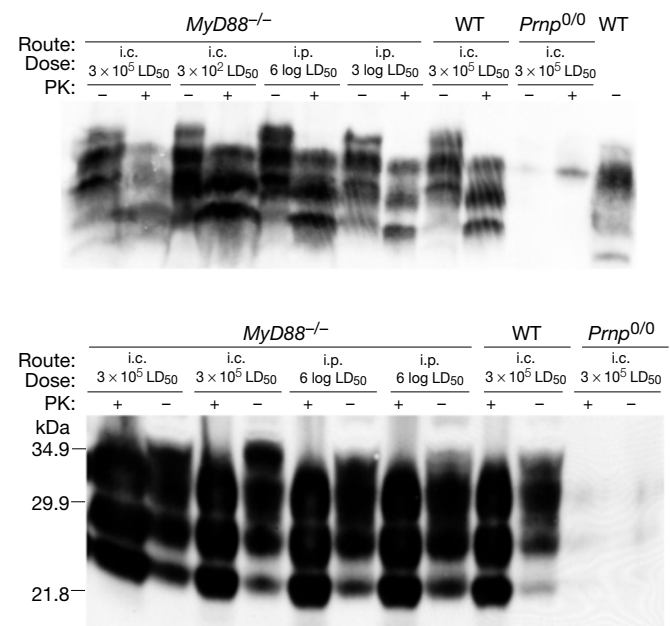 MyD88–/– WT Prnp0/0 WT
Route: i.c. i.c. i.p. i.p. i.c. i.c.
Dose: 3 × 10⁵ LD₅₀ 3 × 10² LD₅₀ 6 log LD₅₀ 3 log LD₅₀ 3 × 10⁵ LD₅₀ 3 × 10⁵ LD₅₀
PK: – + – + – + – + – + – + –
MyD88–/– WT Prnp0/0
Route: i.c. i.c. i.p. i.p. i.c. i.c.
Dose: 3 × 10⁵ LD₅₀ 3 × 10⁵ LD₅₀ 6 log LD₅₀ 6 log LD₅₀ 3 × 10⁵ LD₅₀ 3 × 10⁵ LD₅₀
PK: + – + – + – + – + – + –
kDa
34.9
29.9
21.8